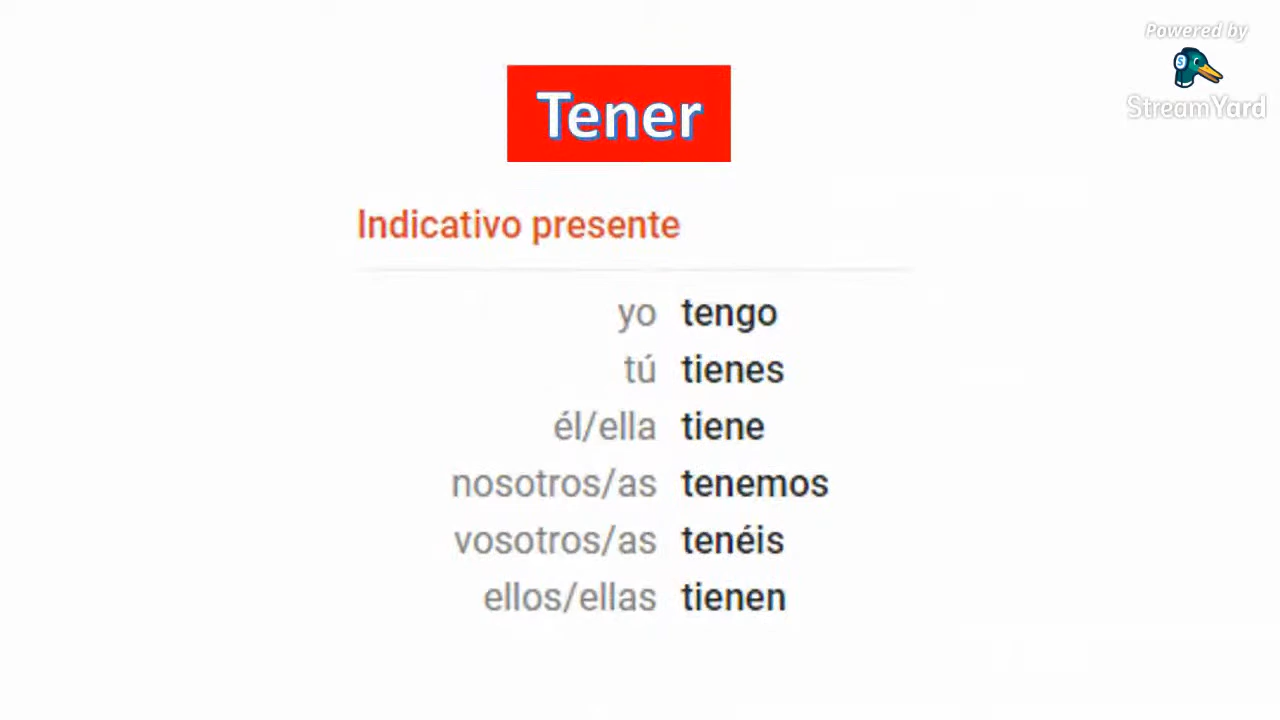 Powered by
StreamYard
Tener
Indicativo presente
yo tengo
tú tienes
él/ella tiene
nosotros/as tenemos
vosotros/as tenéis
ellos/ellas tienen